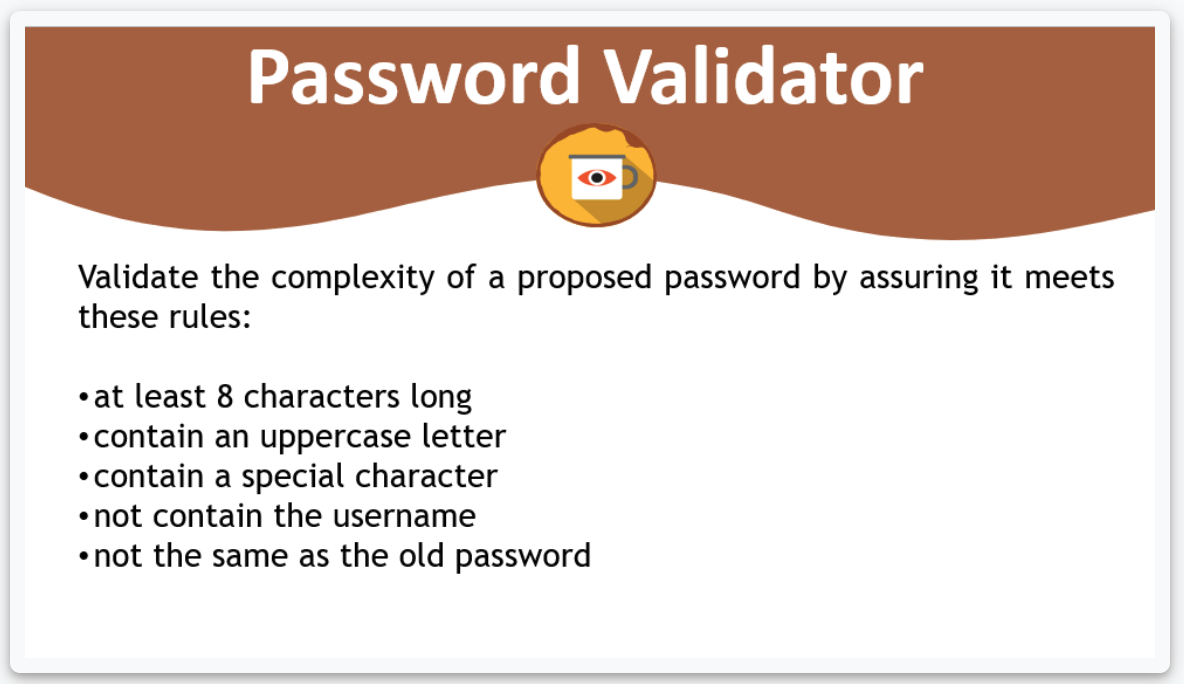 Password Validator
Validate the complexity of a proposed password by assuring it meets
these rules:
•at least 8 characters long
•contain an uppercase letter
•contain a special character
•not contain the username
•not the same as the old password